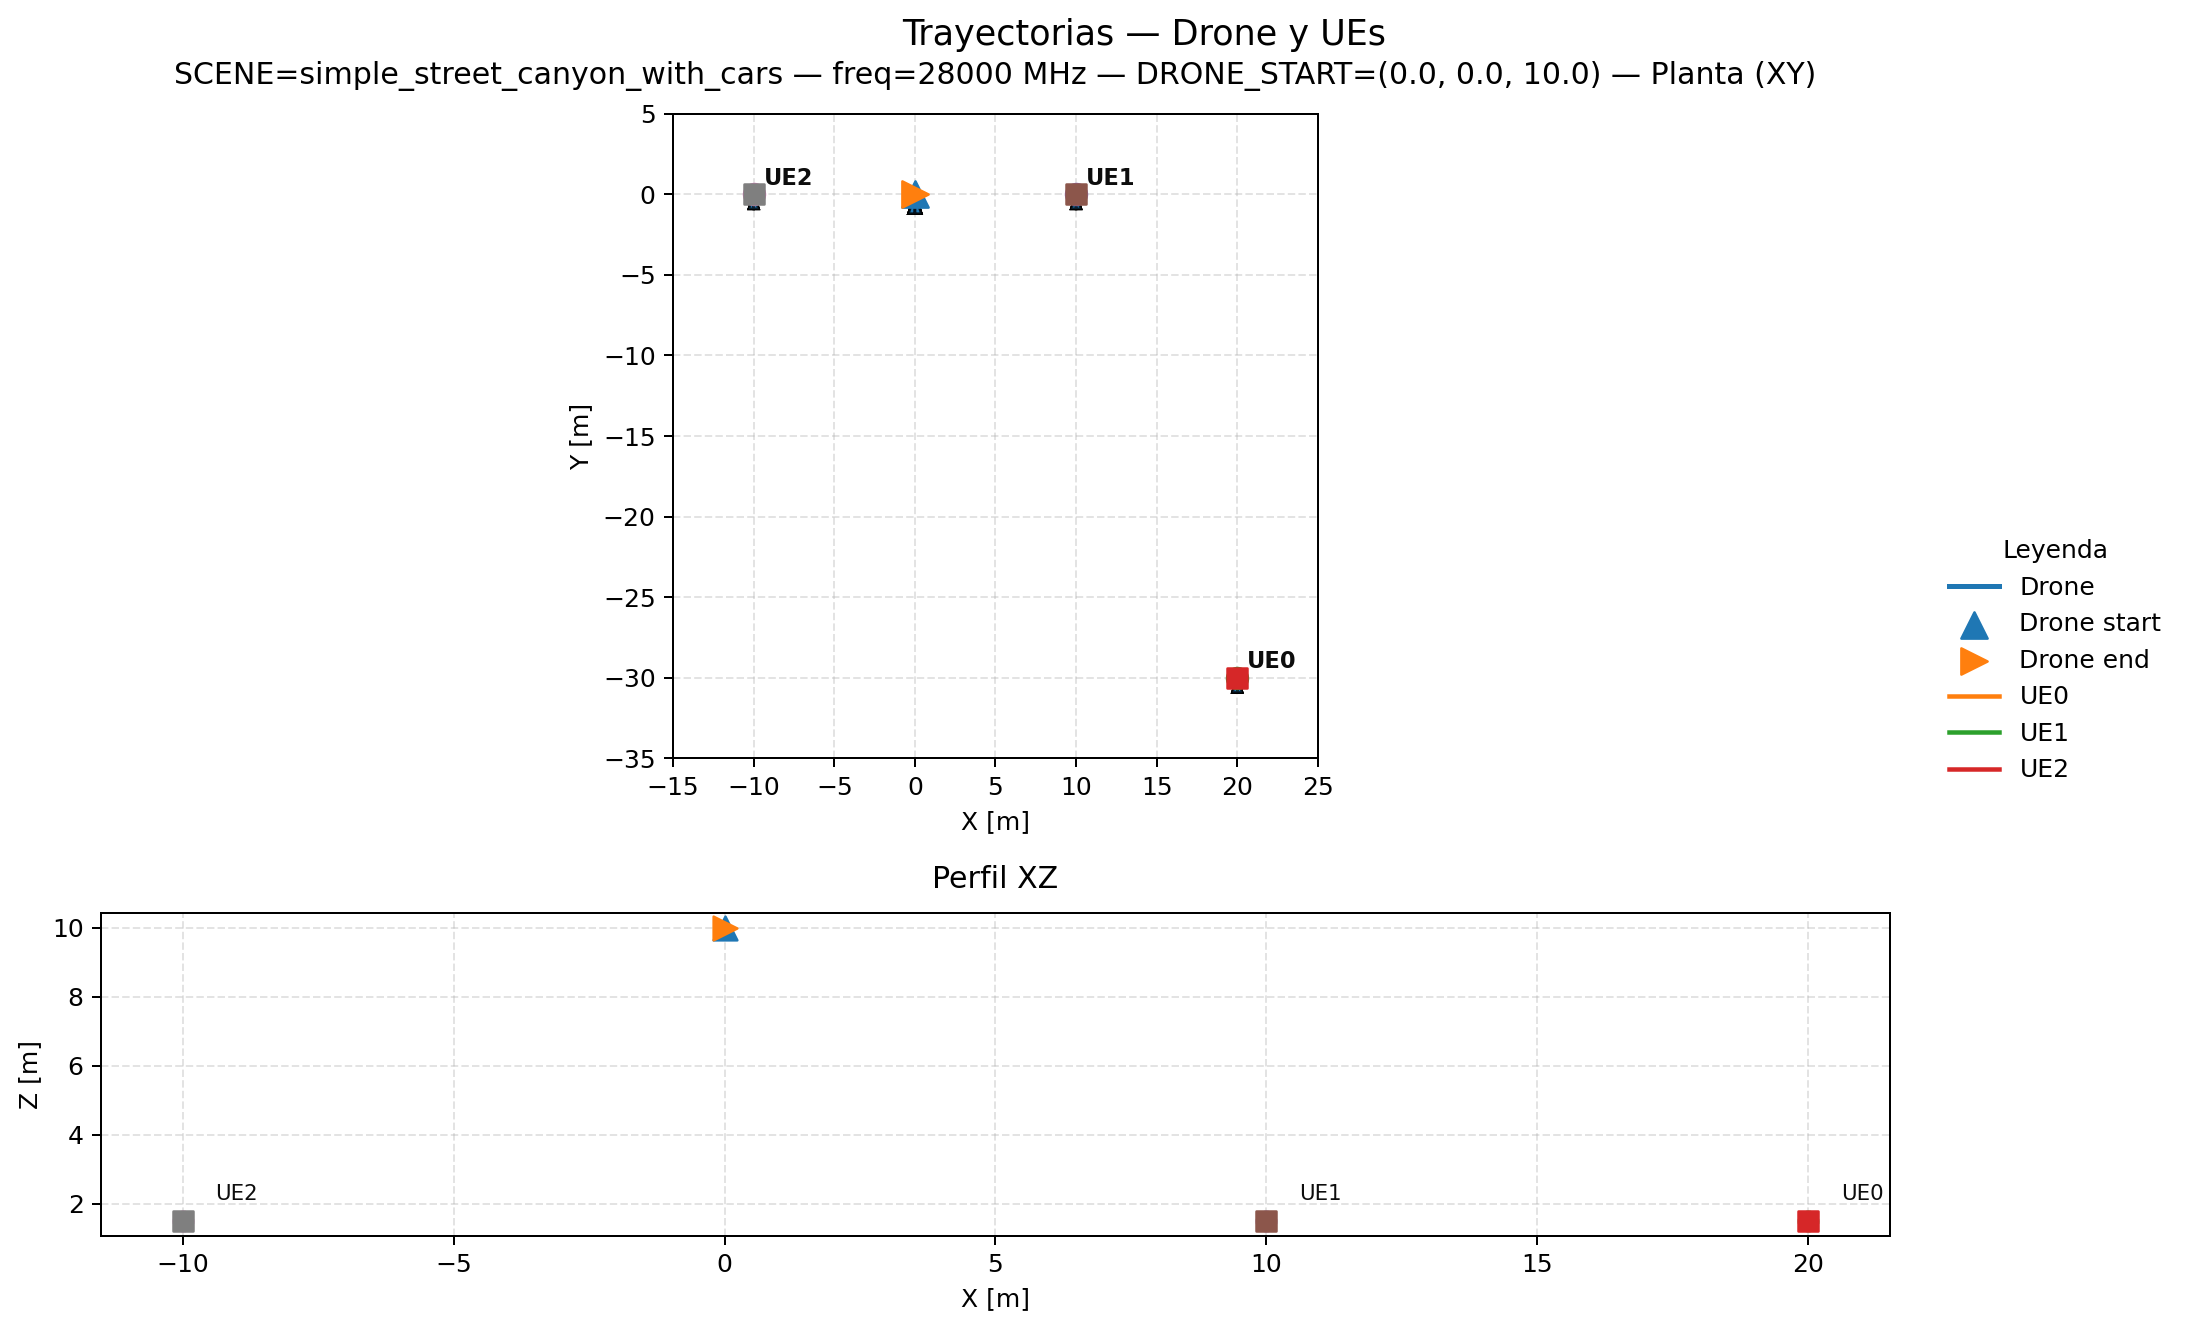 Trayectorias — Drone y UEs
SCENE=simple_street_canyon_with_cars — freq=28000 MHz — DRONE_START=(0.0, 0.0, 10.0) — Planta (XY)
5
0
−5
−10
−15
−20
−25
−30
−35
Y [m]
UE2
UE1
UE0
−15 −10 −5 0 5 10 15 20 25
X [m]
Leyenda
Drone
Drone start
Drone end
UE0
UE1
UE2
Perfil XZ
10
8
6
4
2
Z [m]
UE2
UE1
UE0
−10 −5 0 5 10 15 20
X [m]